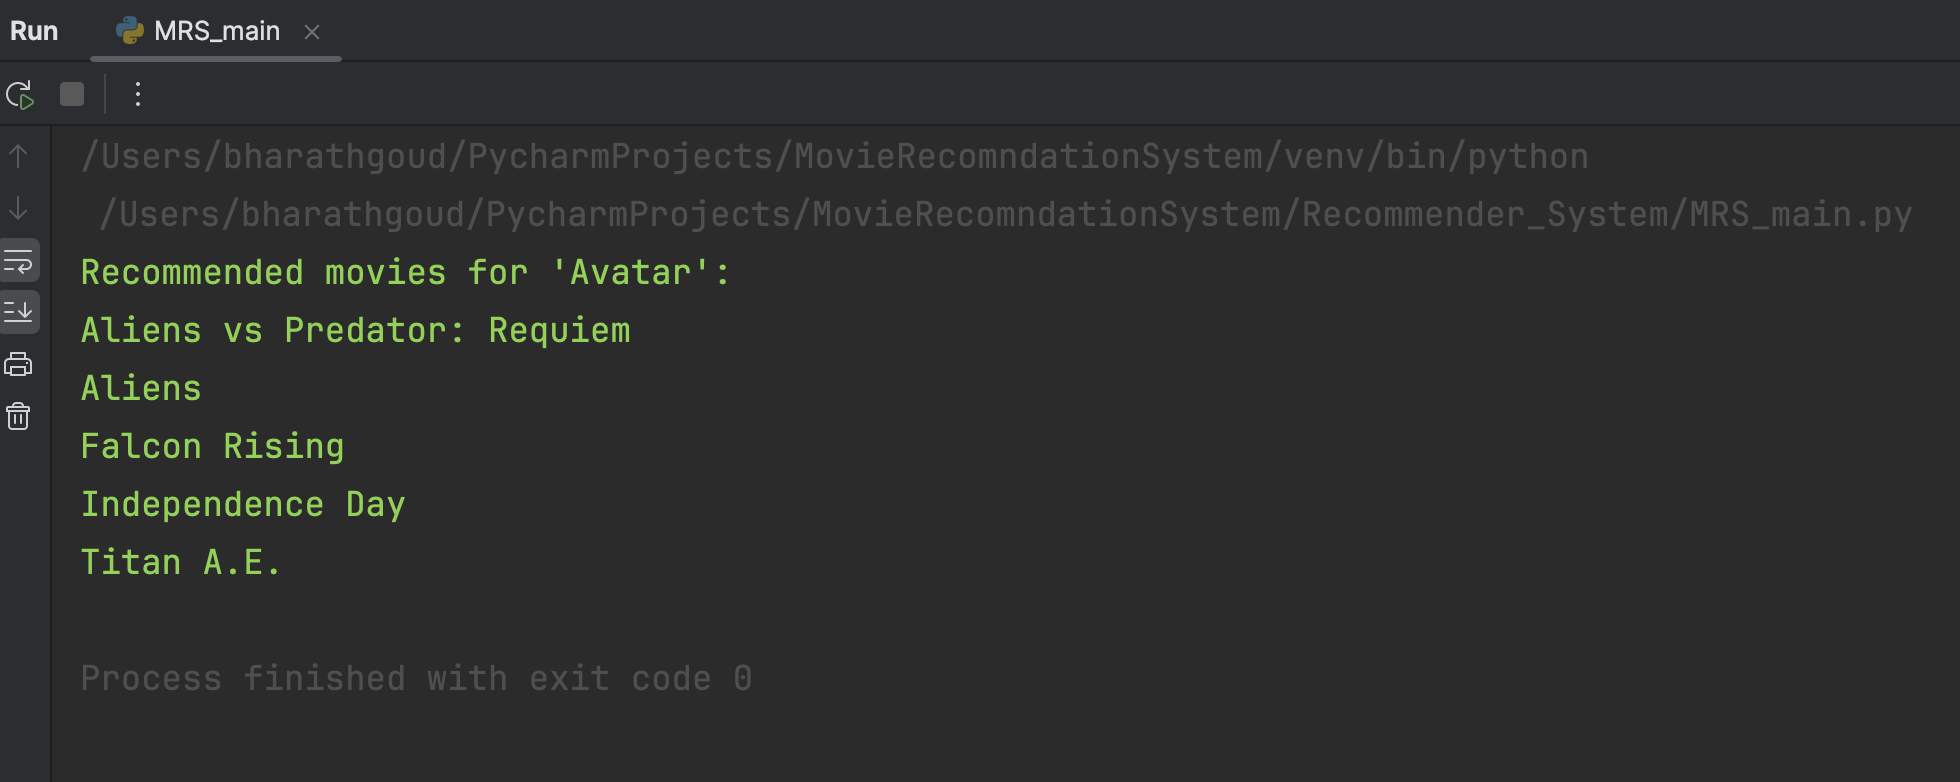 Run MRS_main
/Users/bharathgoud/PycharmProjects/MovieRecomndationSystem/venv/bin/python
/Users/bharathgoud/PycharmProjects/MovieRecomndationSystem/Recommender_System/MRS_main.py
Recommended movies for 'Avatar':
Aliens vs Predator: Requiem
Aliens
Falcon Rising
Independence Day
Titan A.E.
Process finished with exit code 0